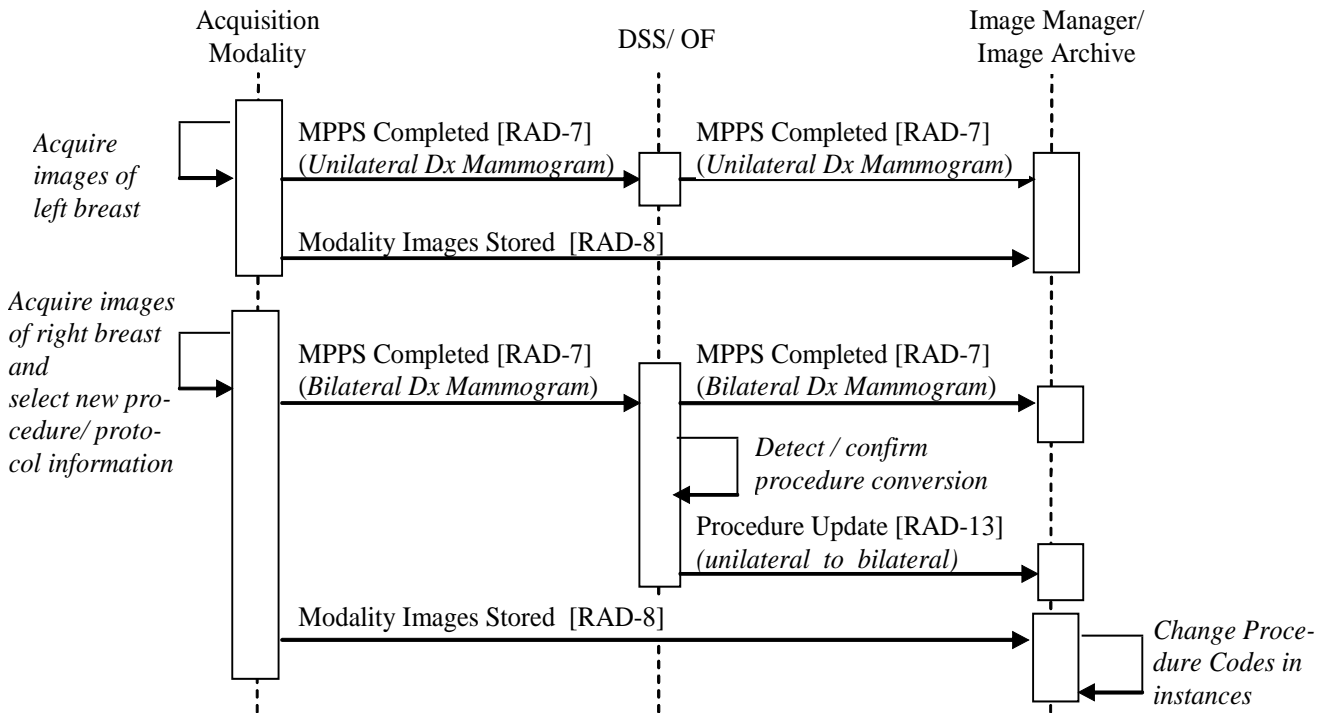 Acquisition
Modality
DSS/ OF
Image Manager/
Image Archive
Acquire
images of
left breast
MPPS Completed [RAD-7]
(Unilateral Dx Mammogram)
MPPS Completed [RAD-7]
(Unilateral Dx Mammogram)
Modality Images Stored [RAD-8]
Acquire images
of right breast
and
select new pro-
cedure/ proto-
col information
MPPS Completed [RAD-7]
(Bilateral Dx Mammogram)
MPPS Completed [RAD-7]
(Bilateral Dx Mammogram)
Detect / confirm
procedure conversion
Procedure Update [RAD-13]
(unilateral to bilateral)
Modality Images Stored [RAD-8]
Change Proce-
dure Codes in
instances